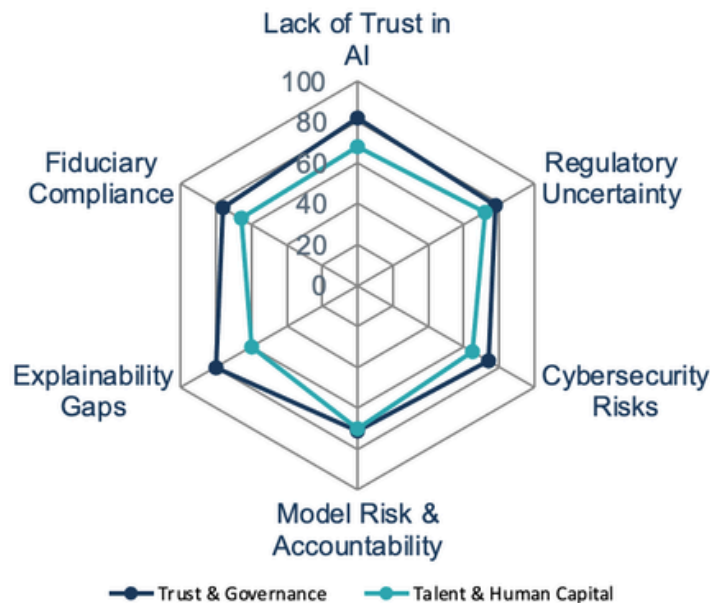 Lack of Trust in
AI
100
80
60
40
20
0
Regulatory
Uncertainty
Cybersecurity
Risks
Model Risk &
Accountability
Explainability
Gaps
Fiduciary
Compliance
Trust & Governance
Talent & Human Capital